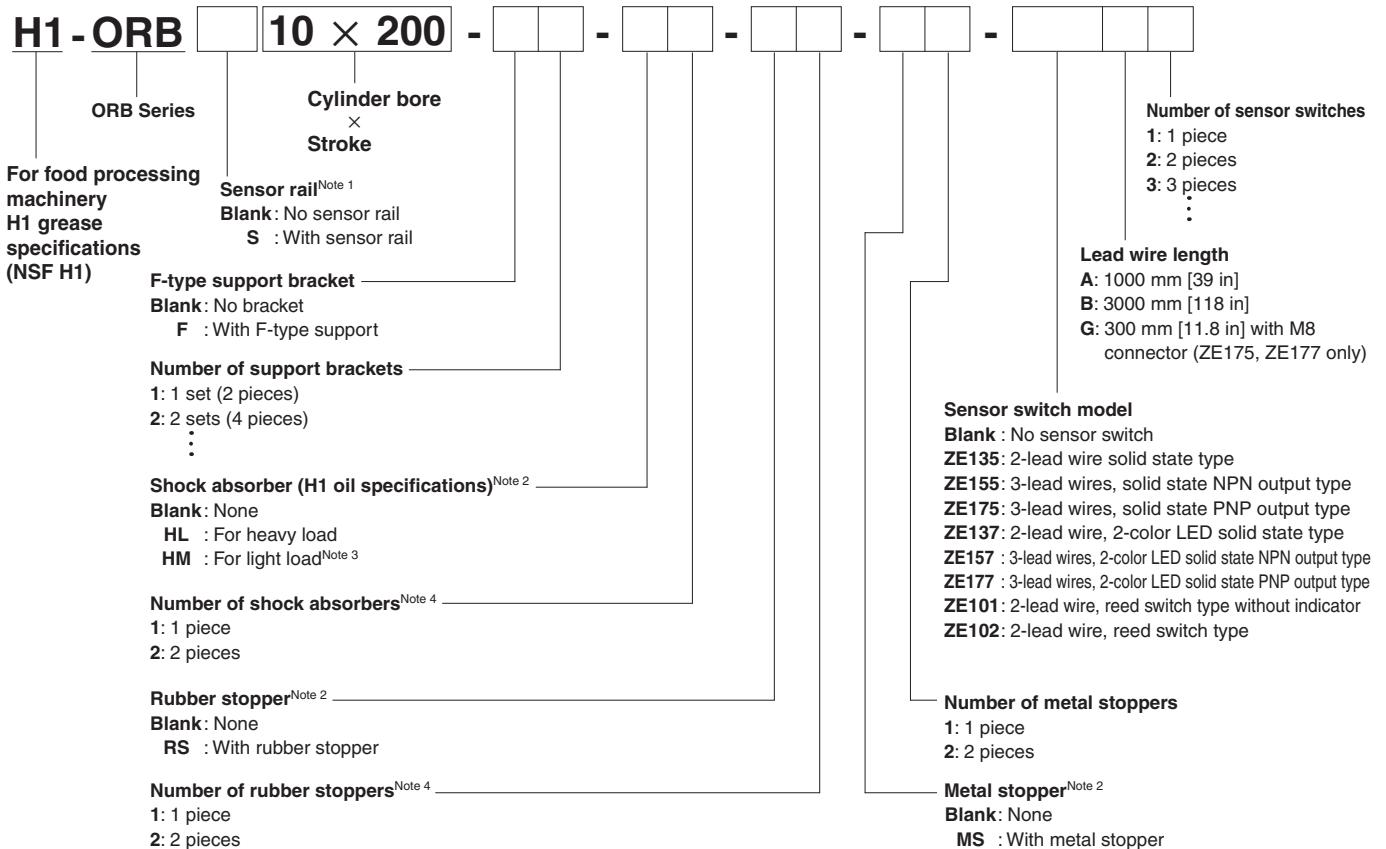 H1 - ORB 10 × 200 - - - - -
ORB Series
Cylinder bore
×
Stroke
For food processing
machinery
H1 grease
specifications
(NSF H1)
Sensor rail Note 1
Blank : No sensor rail
S : With sensor rail
F-type support bracket
Blank : No bracket
F : With F-type support
Number of support brackets
1: 1 set (2 pieces)
2: 2 sets (4 pieces)
⋮
Shock absorber (H1 oil specifications) Note 2
Blank : None
HL : For heavy load
HM : For light load Note 3
Number of shock absorbers Note 4
1: 1 piece
2: 2 pieces
Rubber stopper Note 2
Blank : None
RS : With rubber stopper
Number of rubber stoppers Note 4
1: 1 piece
2: 2 pieces
Number of sensor switches
1: 1 piece
2: 2 pieces
3: 3 pieces
⋮
Lead wire length
A: 1000 mm [39 in]
B: 3000 mm [118 in]
G: 300 mm [11.8 in] with M8
connector (ZE175, ZE177 only)
Sensor switch model
Blank : No sensor switch
ZE135 : 2-lead wire solid state type
ZE155 : 3-lead wires, solid state NPN output type
ZE175 : 3-lead wires, solid state PNP output type
ZE137 : 2-lead wire, 2-color LED solid state type
ZE157 : 3-lead wires, 2-color LED solid state NPN output type
ZE177 : 3-lead wires, 2-color LED solid state PNP output type
ZE101 : 2-lead wire, reed switch type without indicator
ZE102 : 2-lead wire, reed switch type
Number of metal stoppers
1: 1 piece
2: 2 pieces
Metal stopper Note 2
Blank : None
MS : With metal stopper